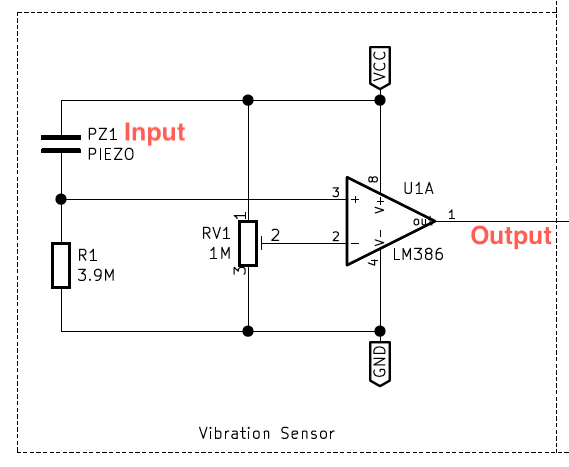 VCC
PZ1 Input
PIEZO
8
U1A
3
+
V+
1
out
1
Output
RV1
2
1M
2
-
V-
LM386
3
4
R1
3.9M
GND
Vibration Sensor